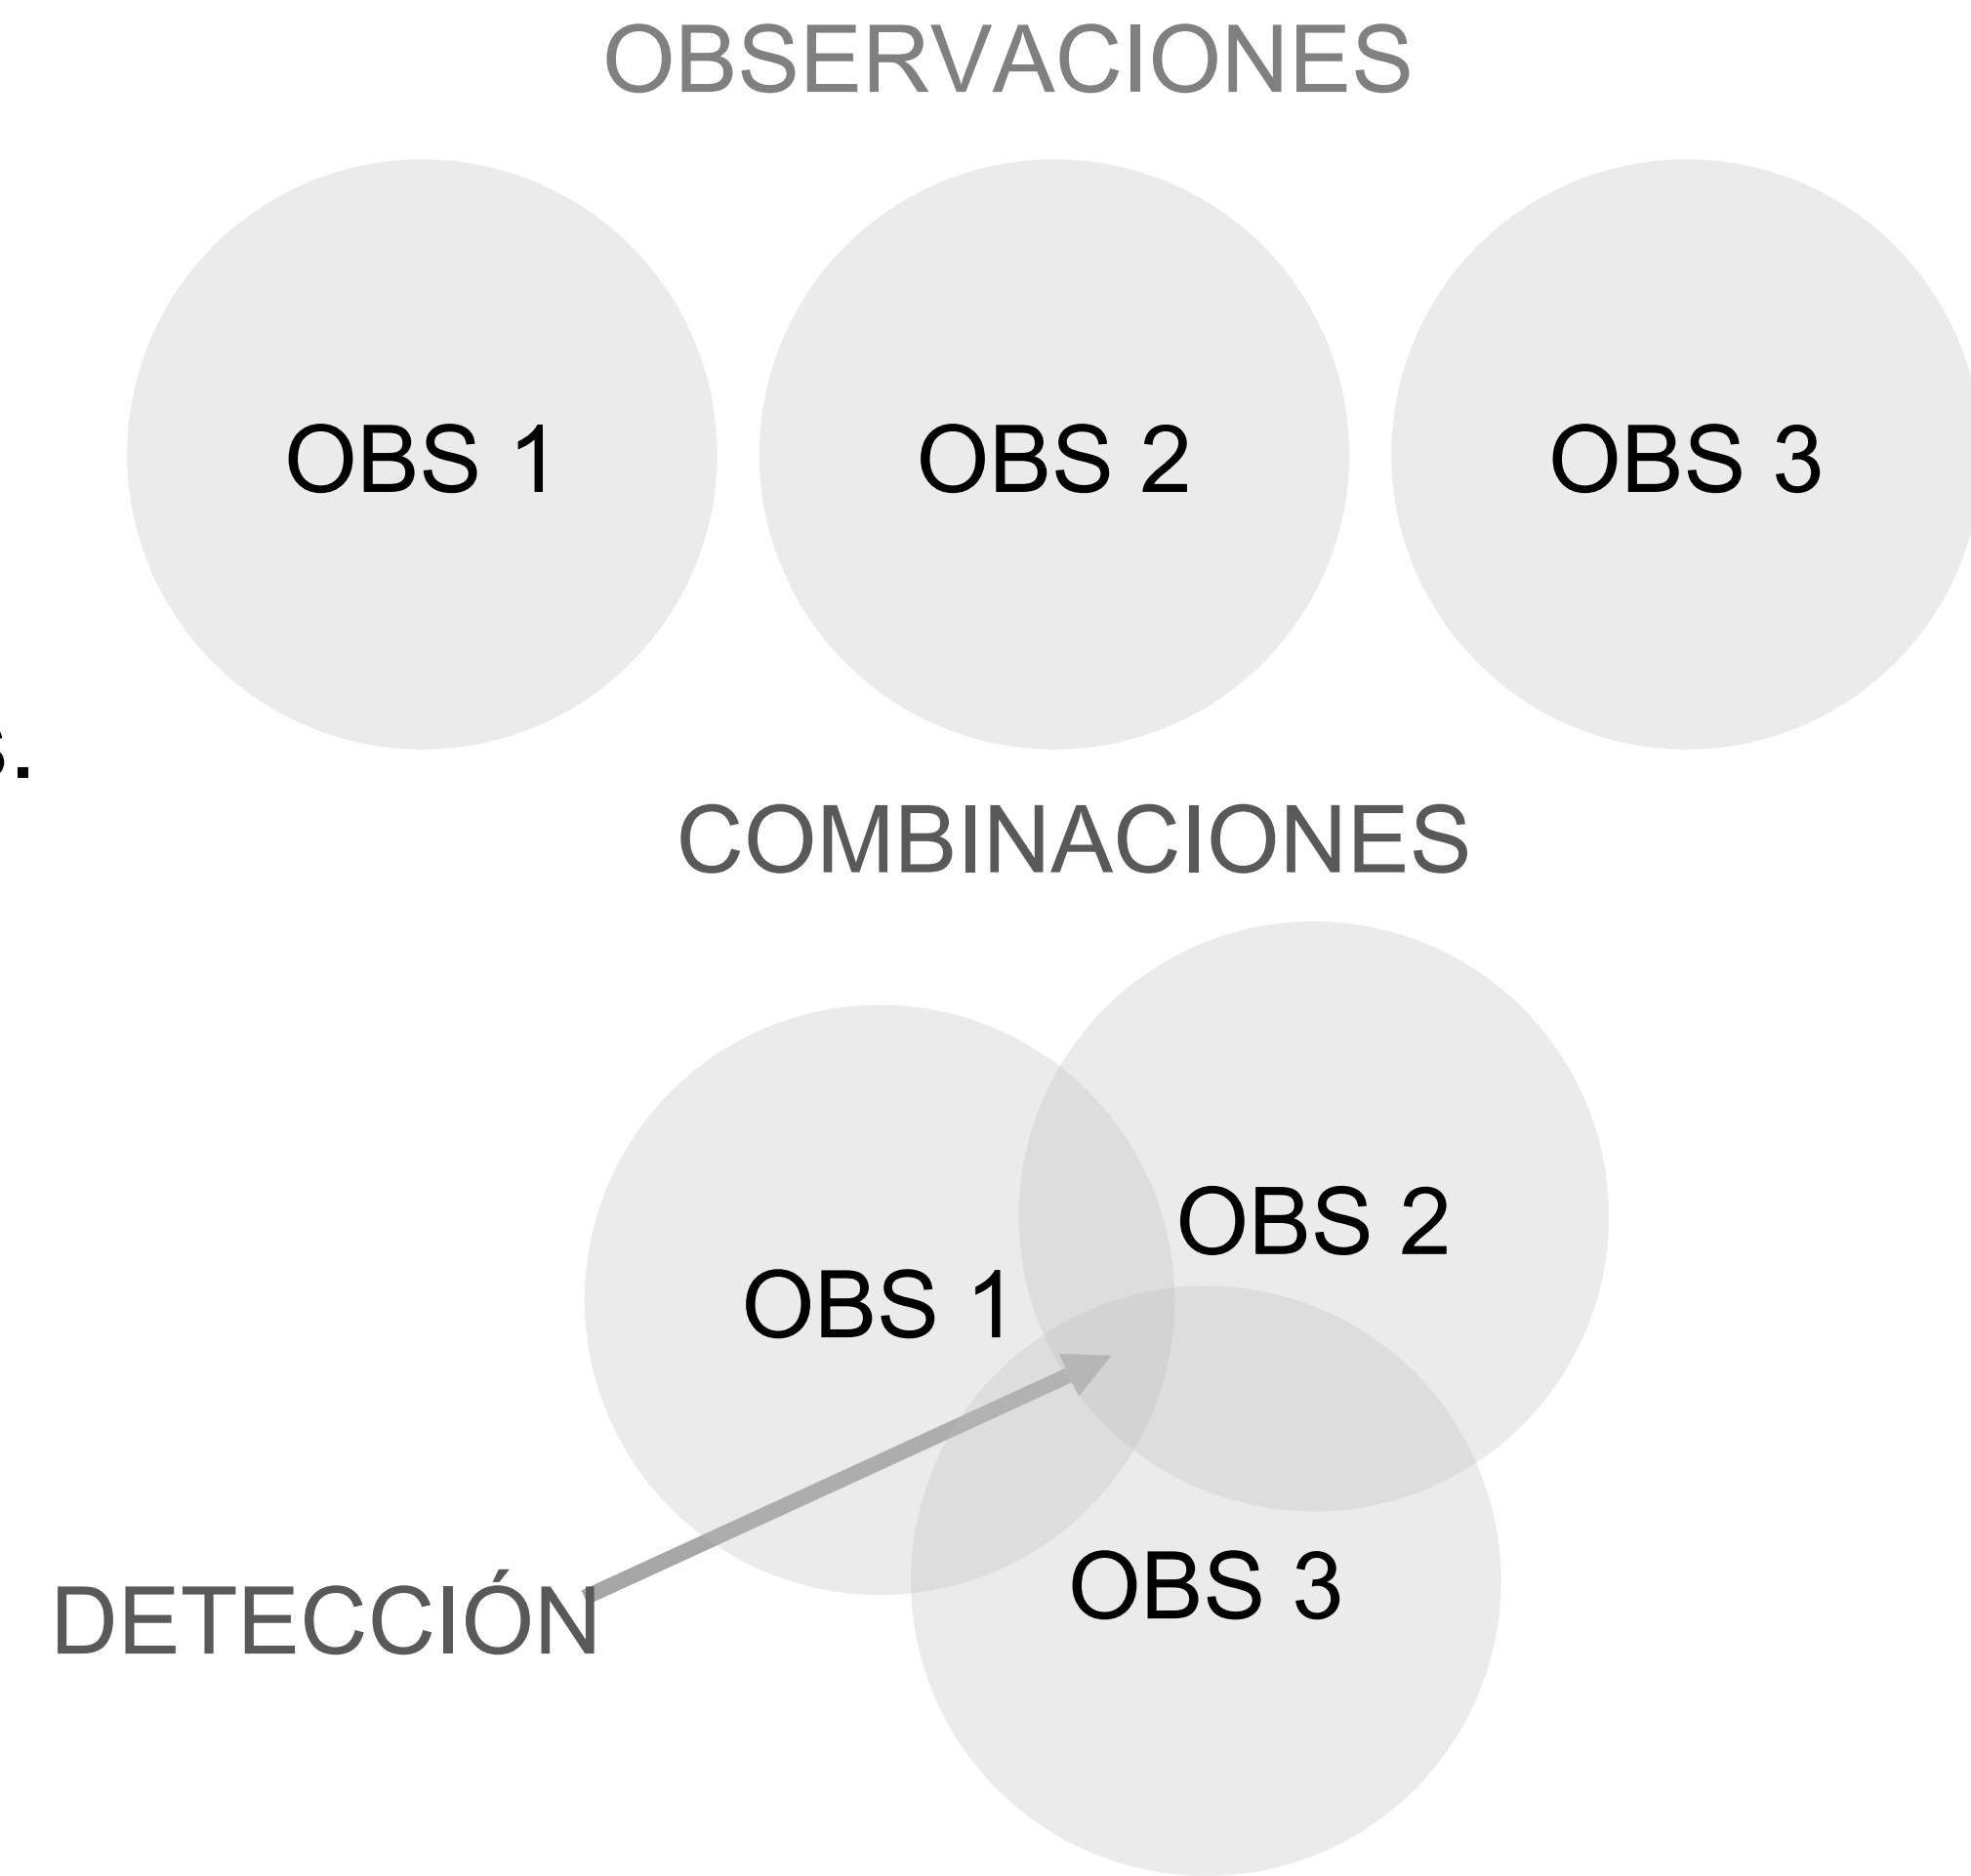 OBSERVACIONES
OBS 1
OBS 2
OBS 3
COMBINACIONES
OBS 2
OBS 1
OBS 3
DETECCIÓN